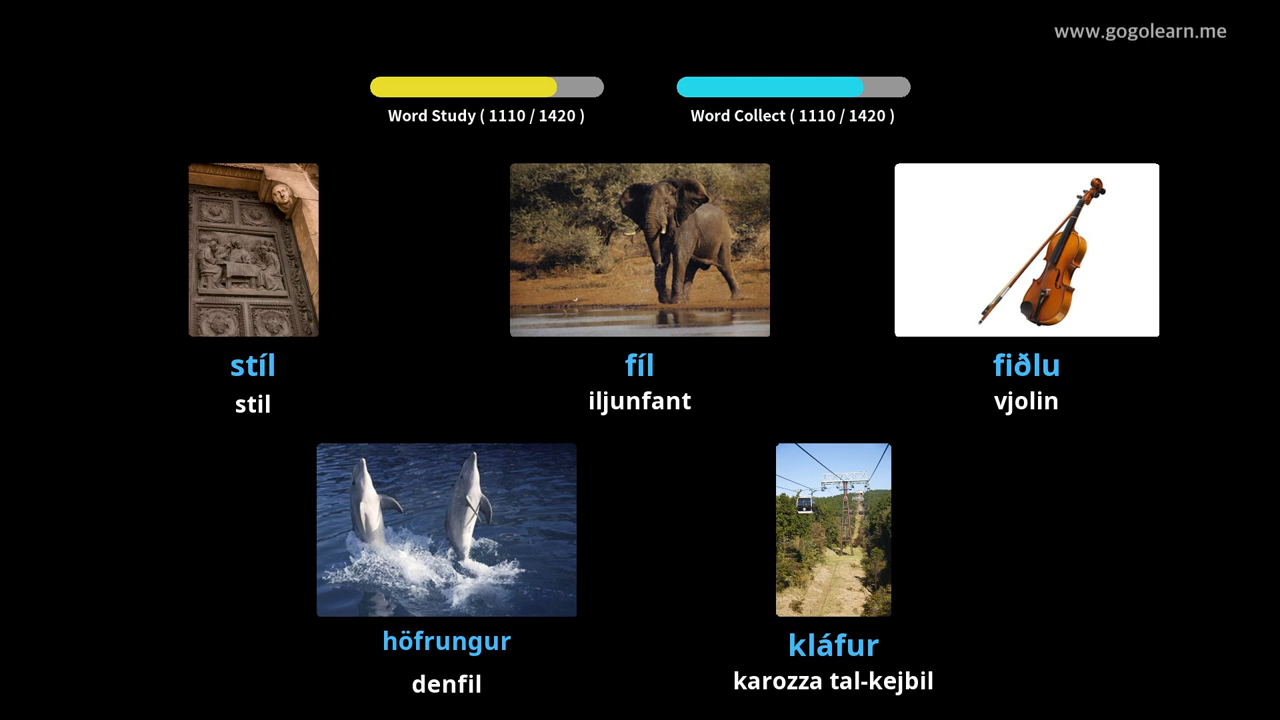 www.gogolearn.me
Word Study ( 1110 / 1420 )
Word Collect ( 1110 / 1420 )
stíl
stil
fíl
iljunfant
fiðlu
vjolin
höfrungur
denfil
kláfur
karozza tal-kejbil